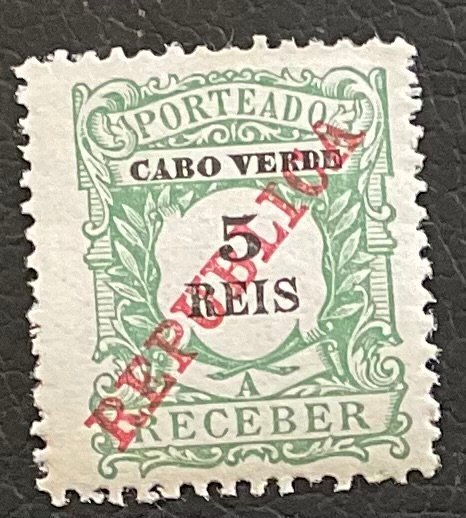 PORTEADO
CABO VERDE
5
REIS
REPUBLICA
A
RECEBER